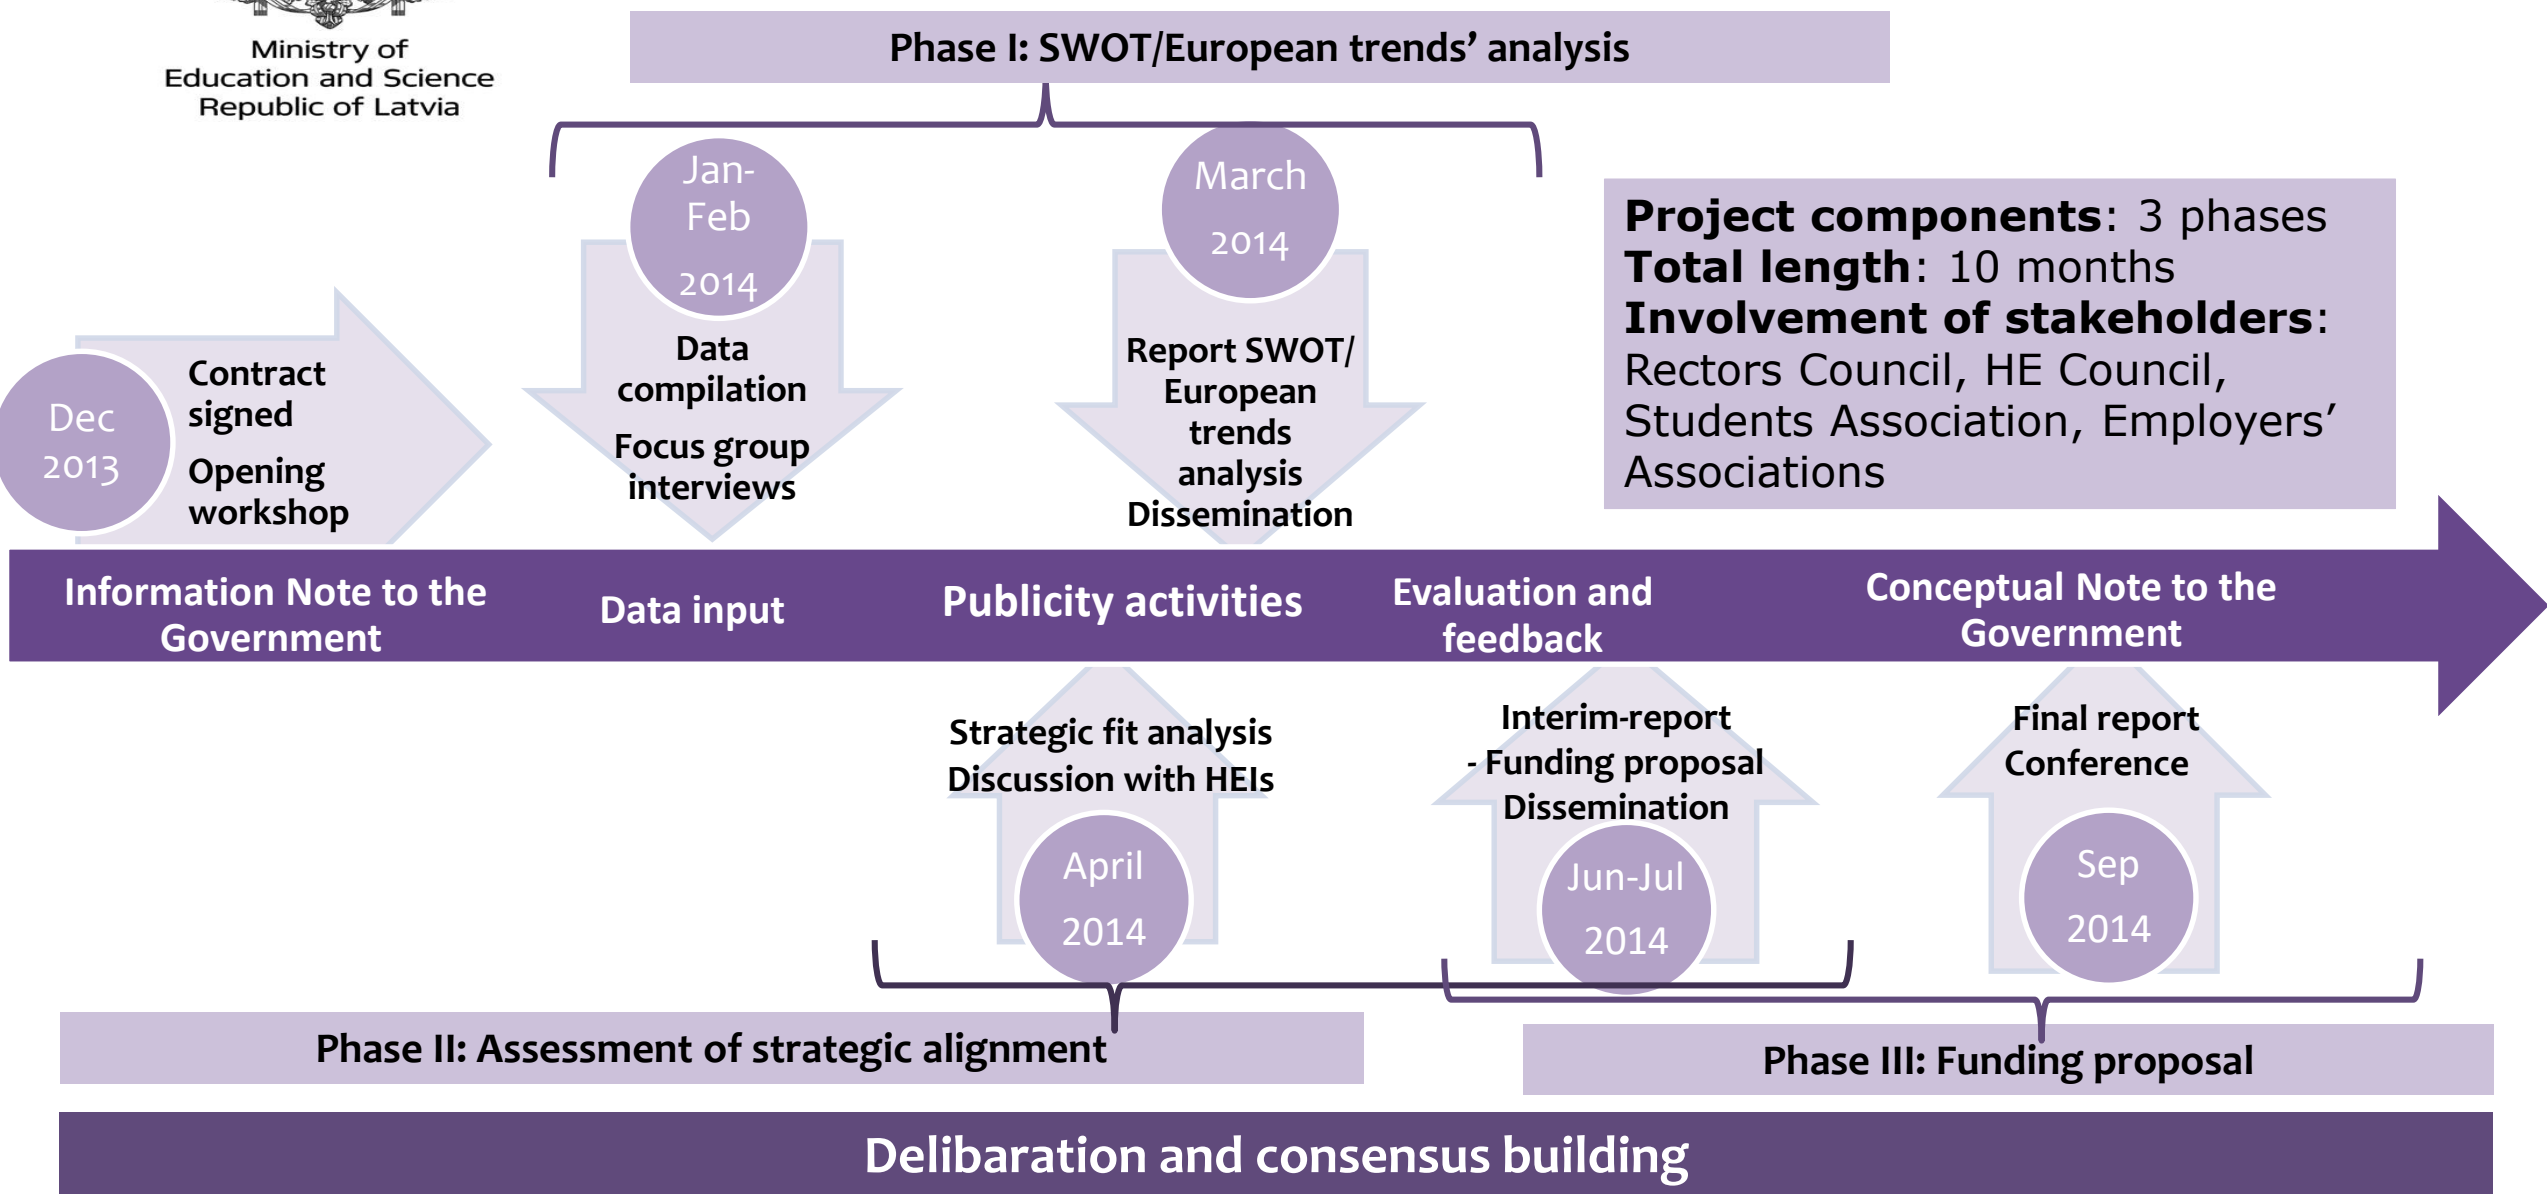 Ministry of
Education and Science
Republic of Latvia
Phase I: SWOT/European trends’ analysis
Jan-
Feb
2014
March
2014
Project components: 3 phases
Total length: 10 months
Involvement of stakeholders:
Rectors Council, HE Council,
Students Association, Employers’
Associations
Dec
2013
Contract
signed
Opening
workshop
Data
compilation
Focus group
interviews
Report SWOT/
European
trends
analysis
Dissemination
Information Note to the
Government
Data input
Publicity activities
Evaluation and
feedback
Conceptual Note to the
Government
Strategic fit analysis
Discussion with HEIs
April
2014
Interim-report
- Funding proposal
Dissemination
Jun-Jul
2014
Final report
Conference
Sep
2014
Phase II: Assessment of strategic alignment
Phase III: Funding proposal
Delibaration and consensus building